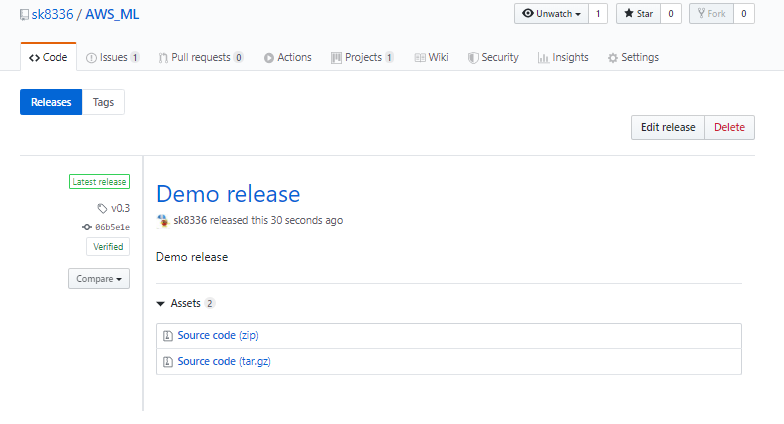 sk8336 / AWS_ML
Unwatch 1 Star 0 Fork 0
Code Issues 1 Pull requests 0 Actions Projects 1 Wiki Security Insights Settings
Releases Tags
Edit release Delete
Latest release
v0.3
06b5e1e
Verified
Compare
Demo release
sk8336 released this 30 seconds ago
Demo release
Assets 2
Source code (zip)
Source code (tar.gz)